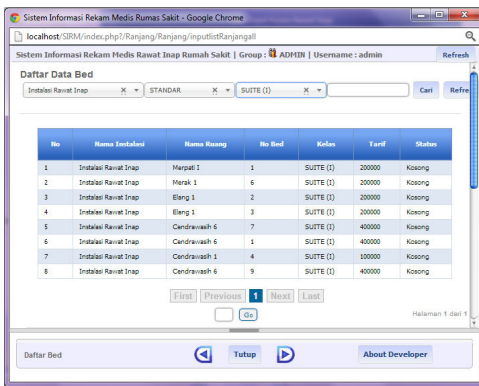 Sistem Informasi Rekam Medis Rumas Sakit - Google Chrome
localhost/SIRM/index.php?/Ranjang/Ranjang/inputlistRanjangall
Sistem Informasi Rekam Medis Rawat Inap Rumah Sakit | Group : ADMIN | Username : admin Refresh
Daftar Data Bed
Instalasi Rawat Inap STANDAR SUITE (I) Cari Refre
No Nama Instalasi Nama Ruang No Bed Kelas Tarif Status
1 Instalasi Rawat Inap Merpati I 1 SUITE (I) 200000 Kosong
2 Instalasi Rawat Inap Merak 1 6 SUITE (I) 200000 Kosong
3 Instalasi Rawat Inap Elang 1 2 SUITE (I) 200000 Kosong
4 Instalasi Rawat Inap Elang 1 3 SUITE (I) 200000 Kosong
5 Instalasi Rawat Inap Cendrawasih 6 7 SUITE (I) 400000 Kosong
6 Instalasi Rawat Inap Cendrawasih 6 1 SUITE (I) 400000 Kosong
7 Instalasi Rawat Inap Cendrawasih 1 4 SUITE (I) 100000 Kosong
8 Instalasi Rawat Inap Cendrawasih 6 9 SUITE (I) 400000 Kosong
First Previous 1 Next Last
Go Halaman 1 dari 1
Daftar Bed Tutup About Developer